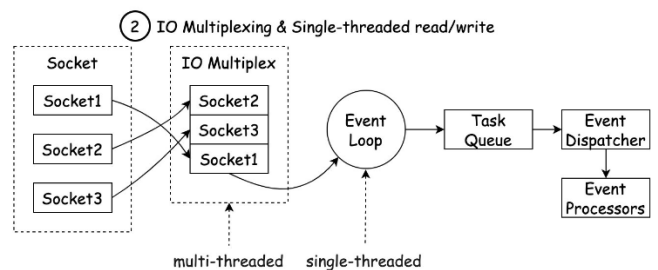 2 IO Multiplexing & Single-threaded read/write
Socket
Socket1
Socket2
Socket3
IO Multiplex
Socket2
Socket3
Socket1
Event
Loop
Task
Queue
Event
Dispatcher
Event
Processors
multi-threaded
single-threaded